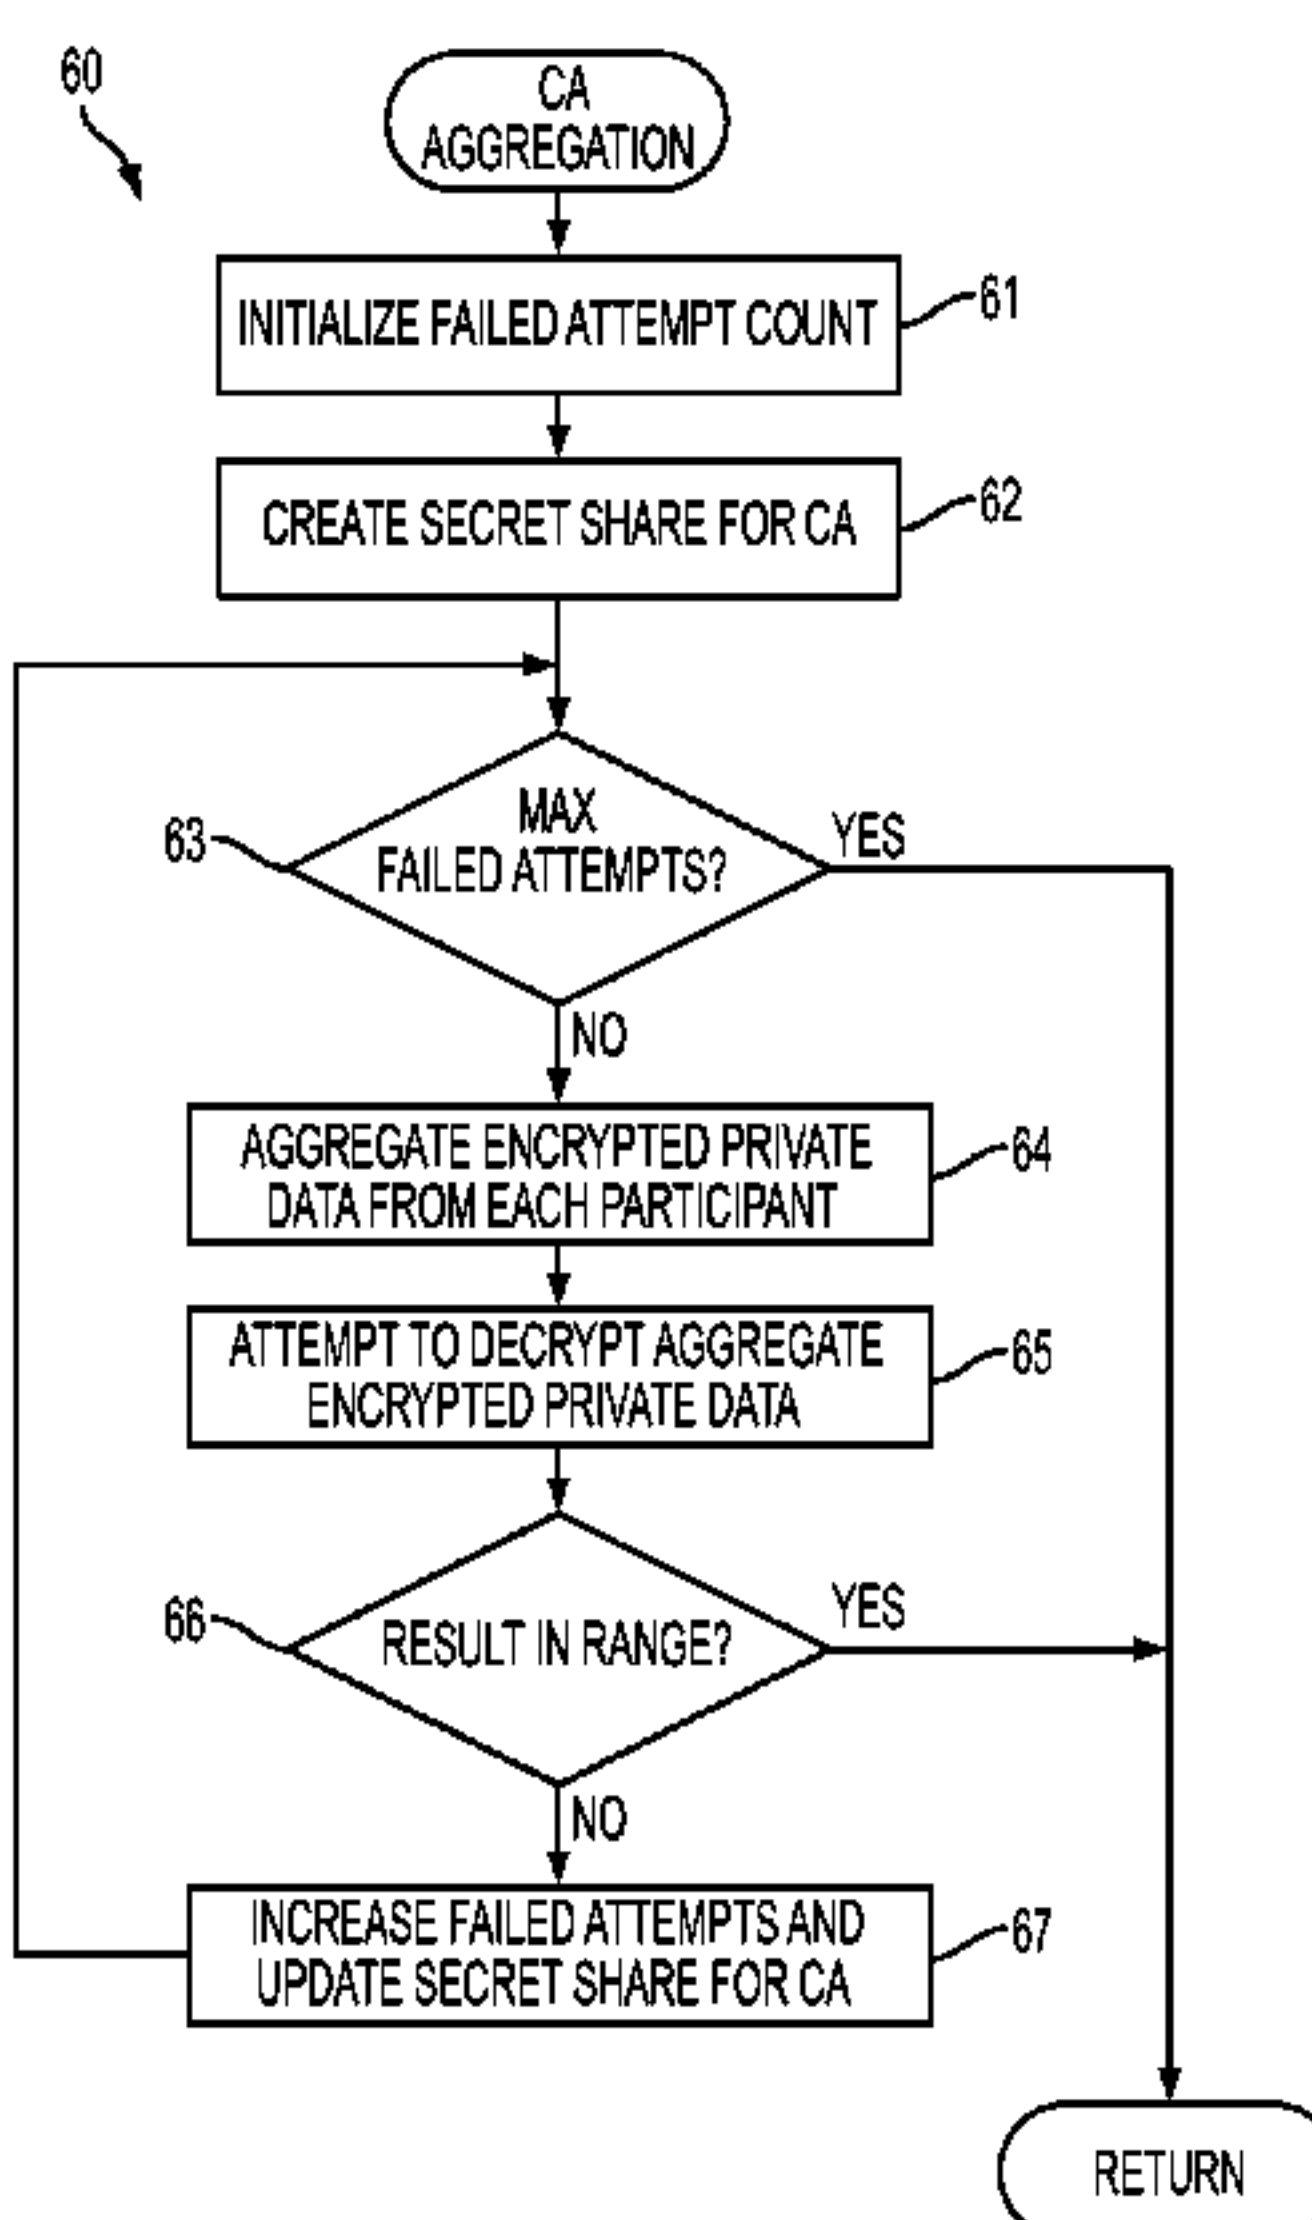 60
CA
AGGREGATION
INITIALIZE FAILED ATTEMPT COUNT
61
CREATE SECRET SHARE FOR CA
62
MAX
FAILED ATTEMPTS?
63
YES
NO
AGGREGATE ENCRYPTED PRIVATE
DATA FROM EACH PARTICIPANT
64
ATTEMPT TO DECRYPT AGGREGATE
ENCRYPTED PRIVATE DATA
65
RESULT IN RANGE?
66
YES
NO
INCREASE FAILED ATTEMPTS AND
UPDATE SECRET SHARE FOR CA
67
RETURN